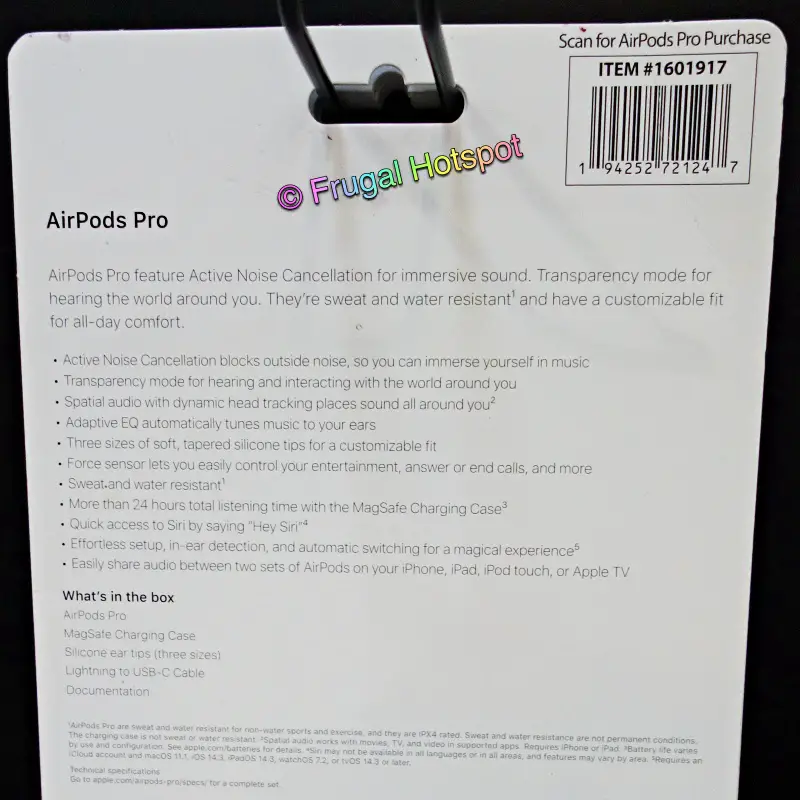 Scan for AirPods Pro Purchase
ITEM #1601917
1 94252 72124 7
© Frugal Hotspot
AirPods Pro
AirPods Pro feature Active Noise Cancellation for immersive sound. Transparency mode for
hearing the world around you. They're sweat and water resistant¹ and have a customizable fit
for all-day comfort.
• Active Noise Cancellation blocks outside noise, so you can immerse yourself in music
• Transparency mode for hearing and interacting with the world around you
• Spatial audio with dynamic head tracking places sound all around you²
• Adaptive EQ automatically tunes music to your ears
• Three sizes of soft, tapered silicone tips for a customizable fit
• Force sensor lets you easily control your entertainment, answer or end calls, and more
• Sweat and water resistant¹
• More than 24 hours total listening time with the MagSafe Charging Case³
• Quick access to Siri by saying "Hey Siri"⁴
• Effortless setup, in-ear detection, and automatic switching for a magical experience⁵
• Easily share audio between two sets of AirPods on your iPhone, iPad, iPod touch, or Apple TV
What's in the box
AirPods Pro
MagSafe Charging Case
Silicone ear tips (three sizes)
Lightning to USB-C Cable
Documentation
¹AirPods Pro are sweat and water resistant for non-water sports and exercise, and they are IPX4 rated. Sweat and water resistance are not permanent conditions.
The charging case is not sweat or water resistant. ²Spatial audio works with movies, TV, and video in supported apps. Requires iPhone or iPad. ³Battery life varies
by use and configuration. See apple.com/batteries for details. ⁴Siri may not be available in all languages or in all areas, and features may vary by area. ⁵Requires an
iCloud account and macOS 11.1, iOS 14.3, iPadOS 14.3, watchOS 7.2, or tvOS 14.3 or later.
Technical specifications
Go to apple.com/airpods-pro/specs/ for a complete set.